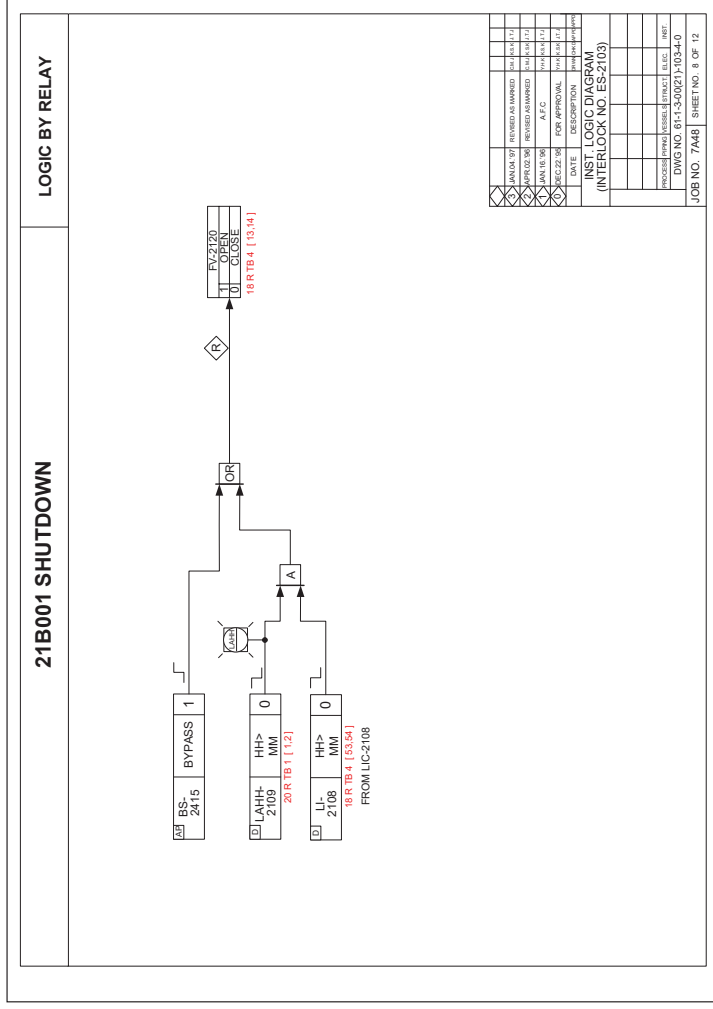 21B001 SHUTDOWN
LOGIC BY RELAY
AP
BS-
2415
BYPASS
1
D
LAHH-
2109
HH>
MM
0
20 R TB 1 [ 1,2 ]
D
LI-
2108
HH>
MM
0
18 R TB 4 [ 53,54 ]
FROM LIC-2108
LAHH
A
OR
R
FV-2120
1 OPEN
0 CLOSE
18 R TB 4 [ 13,14 ]
3 JAN.04.'97 REVISED AS MARKED C.M.J K.S.K J.T.J
2 APR.02.'96 REVISED AS MARKED C.M.J K.S.K J.T.J
1 JAN.16.'96 A.F.C Y.H.K K.S.K J.T.J
0 DEC.22.'95 FOR APPROVAL Y.H.K K.S.K J.T.J
DATE DESCRIPTION
INST. LOGIC DIAGRAM
(INTERLOCK NO. ES-2103)
PROCESS PIPING VESSELS STRUCT. ELEC. INST.
DWG NO. 61-1-3-00(21)-103-4-0
JOB NO. 7A48 SHEET NO. 8 OF 12